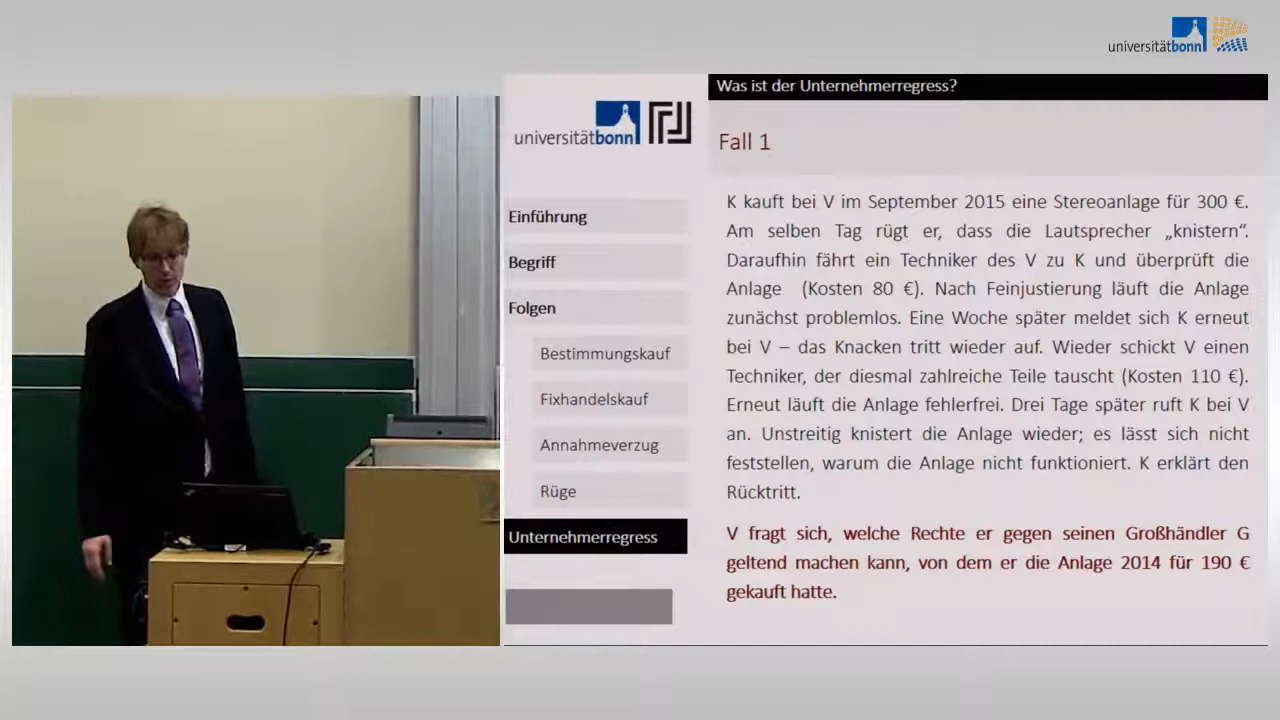 universitätbonn
Was ist der Unternehmerregress?
universitätbonn
Fall 1
Einführung
Begriff
Folgen
Bestimmungskauf
Fixhandelskauf
Annahmeverzug
Rüge
Unternehmerregress
K kauft bei V im September 2015 eine Stereoanlage für 300 €.
Am selben Tag rügt er, dass die Lautsprecher „knistern“.
Daraufhin fährt ein Techniker des V zu K und überprüft die
Anlage (Kosten 80 €). Nach Feinjustierung läuft die Anlage
zunächst problemlos. Eine Woche später meldet sich K erneut
bei V – das Knacken tritt wieder auf. Wieder schickt V einen
Techniker, der diesmal zahlreiche Teile tauscht (Kosten 110 €).
Erneut läuft die Anlage fehlerfrei. Drei Tage später ruft K bei V
an. Unstreitig knistert die Anlage wieder; es lässt sich nicht
feststellen, warum die Anlage nicht funktioniert. K erklärt den
Rücktritt.
V fragt sich, welche Rechte er gegen seinen Großhändler G
geltend machen kann, von dem er die Anlage 2014 für 190 €
gekauft hatte.